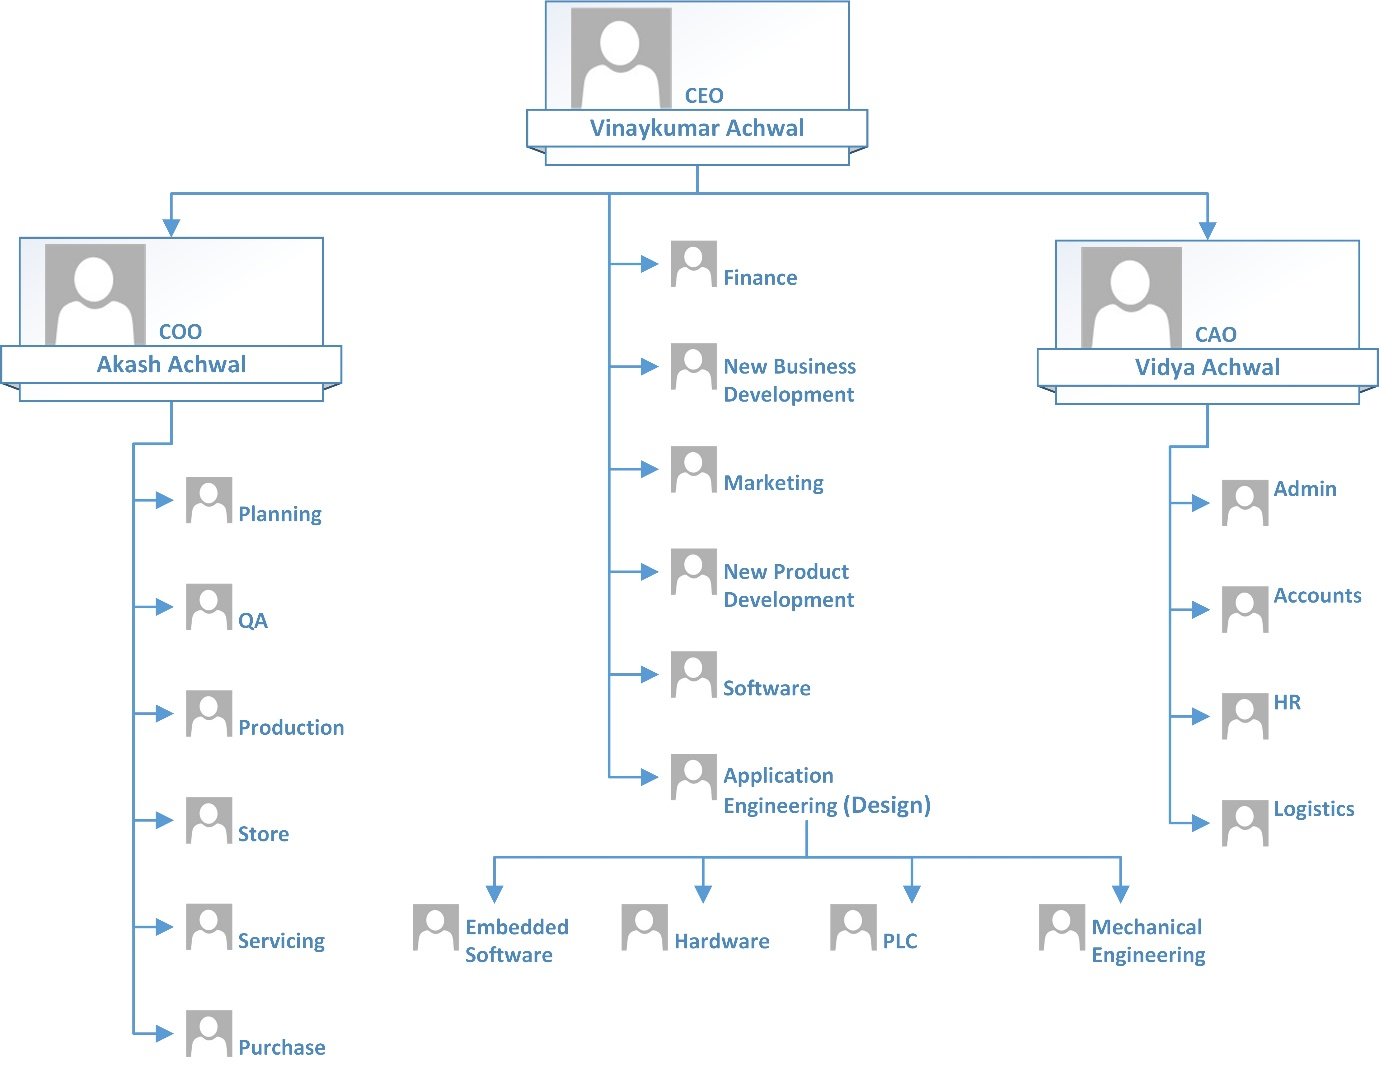 CEO
Vinaykumar Achwal
COO
Akash Achwal
Planning
QA
Production
Store
Servicing
Purchase
Finance
New Business
Development
Marketing
New Product
Development
Software
Application
Engineering (Design)
Embedded
Software
Hardware
PLC
Mechanical
Engineering
CAO
Vidya Achwal
Admin
Accounts
HR
Logistics